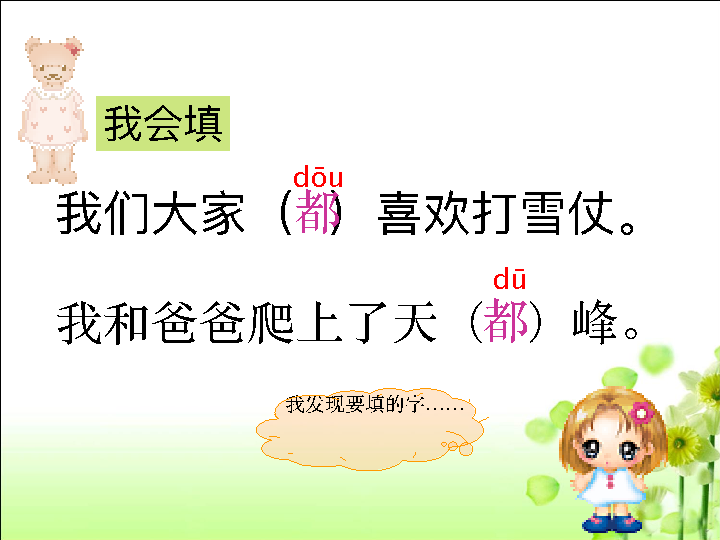 我会填
dōu
我们大家（都）喜欢打雪仗。
dū
我和爸爸爬上了天（都）峰。
我发现要填的字……